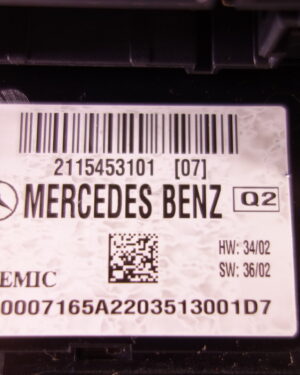 2115453101 [07]
MERCEDES BENZ Q2
HW: 34/02
SW: 36/02
EMIC
0007165A2203513001D7